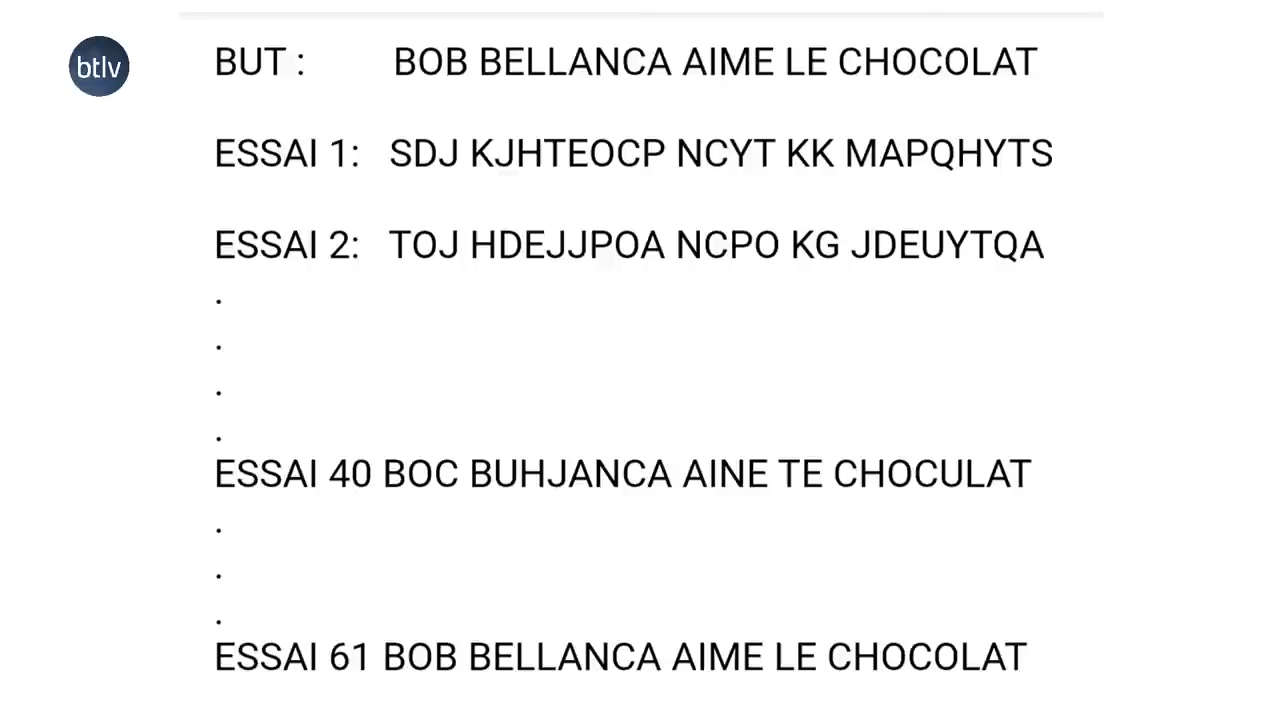 btlv
BUT : BOB BELLANCA AIME LE CHOCOLAT
ESSAI 1: SDJ KJHTEOCP NCYT KK MAPQHYTS
ESSAI 2: TOJ HDEJJPOA NCPO KG JDEUYTQA
.
.
.
.
ESSAI 40 BOC BUHJANCA AINE TE CHOCULAT
.
.
.
ESSAI 61 BOB BELLANCA AIME LE CHOCOLAT